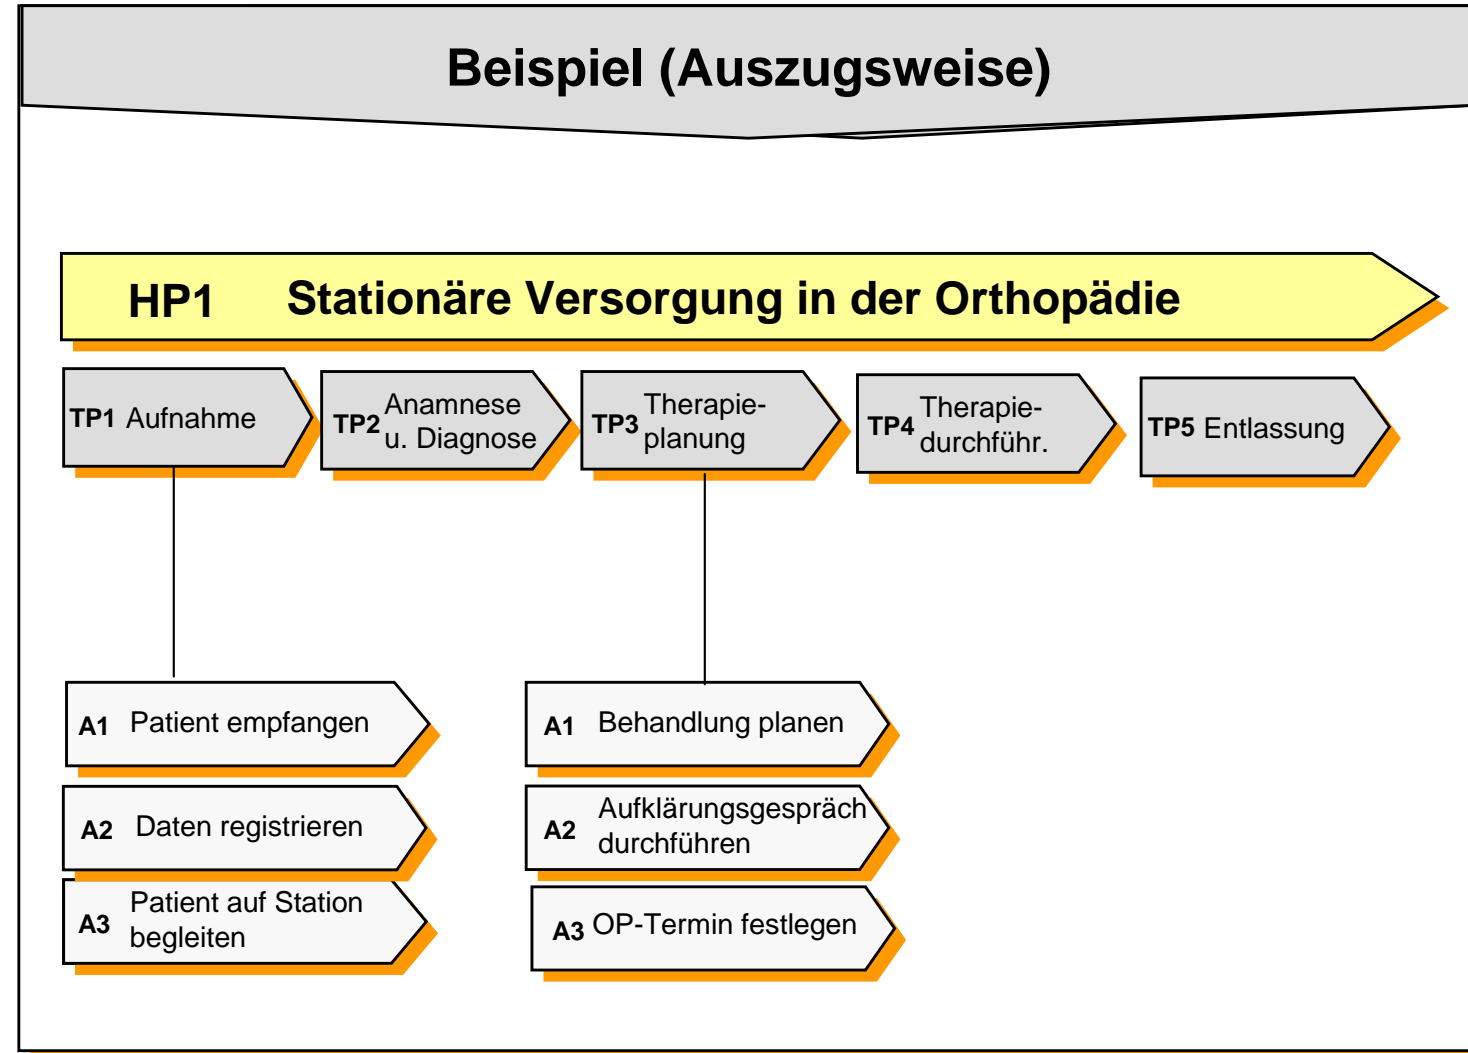 Beispiel (Auszugsweise)
HP1 Stationäre Versorgung in der Orthopädie
TP1 Aufnahme
TP2 Anamnese
u. Diagnose
TP3 Therapie-
planung
TP4 Therapie-
durchführ.
TP5 Entlassung
A1 Patient empfangen
A2 Daten registrieren
A3 Patient auf Station
begleiten
A1 Behandlung planen
A2 Aufklärungsgespräch
durchführen
A3 OP-Termin festlegen